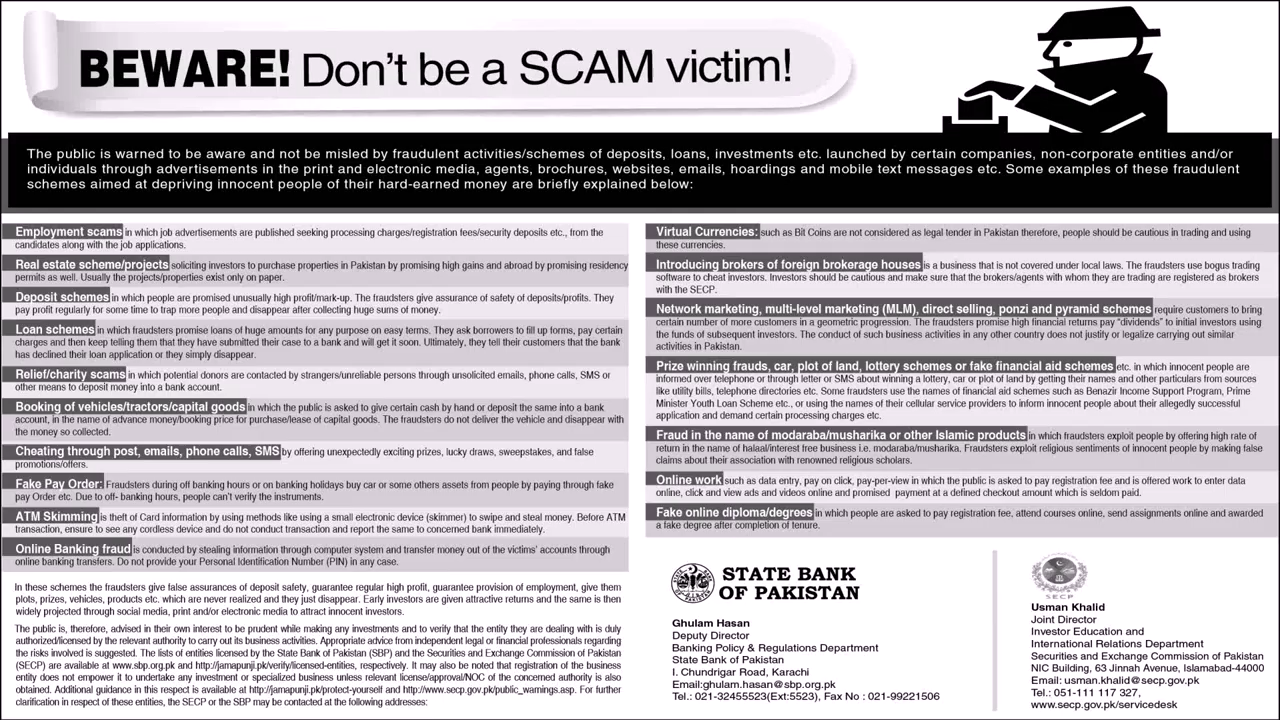 BEWARE! Don't be a SCAM victim!
The public is warned to be aware and not be misled by fraudulent activities/schemes of deposits, loans, investments etc. launched by certain companies, non-corporate entities and/or
individuals through advertisements in the print and electronic media, agents, brochures, websites, emails, hoardings and mobile text messages etc. Some examples of these fraudulent
schemes aimed at depriving innocent people of their hard-earned money are briefly explained below:
Employment scams in which job advertisements are published seeking processing charges/registration fees/security deposits etc., from the
candidates along with the job applications.
Real estate scheme/projects soliciting investors to purchase properties in Pakistan by promising high gains and abroad by promising residency
permits as well. Usually the projects/properties exist only on paper.
Deposit schemes in which people are promised unusually high profit/mark-up. The fraudsters give assurance of safety of deposits/profits. They
pay profit regularly for some time to trap more people and disappear after collecting huge sums of money.
Loan schemes in which fraudsters promise loans of huge amounts for any purpose on easy terms. They ask borrowers to fill up forms, pay certain
charges and then keep telling them that they have submitted their case to a bank and will get it soon. Ultimately, they tell their customers that the bank
has declined their loan application or they simply disappear.
Relief/charity scams in which potential donors are contacted by strangers/unreliable persons through unsolicited emails, phone calls, SMS or
other means to deposit money into a bank account.
Booking of vehicles/tractors/capital goods in which the public is asked to give certain cash by hand or deposit the same into a bank
account, in the name of advance money/booking price for purchase/lease of capital goods. The fraudsters do not deliver the vehicle and disappear with
the money so collected.
Cheating through post, emails, phone calls, SMS by offering unexpectedly exciting prizes, lucky draws, sweepstakes, and false
promotions/offers.
Fake Pay Order: Fraudsters during off banking hours or on banking holidays buy car or some others assets from people by paying through fake
pay Order etc. Due to off- banking hours, people can't verify the instruments.
ATM Skimming is theft of Card information by using methods like using a small electronic device (skimmer) to swipe and steal money. Before ATM
transaction, ensure to see any cordless device and do not conduct transaction and report the same to concerned bank immediately.
Online Banking fraud is conducted by stealing information through computer system and transfer money out of the victims' accounts through
online banking transfers. Do not provide your Personal Identification Number (PIN) in any case.
In these schemes the fraudsters give false assurances of deposit safety, guarantee regular high profit, guarantee provision of employment, give them
plots, prizes, vehicles, products etc. which are never realized and they just disappear. Early investors are given attractive returns and the same is then
widely projected through social media, print and/or electronic media to attract innocent investors.
The public is, therefore, advised in their own interest to be prudent while making any investments and to verify that the entity they are dealing with is duly
authorized/licensed by the relevant authority to carry out its business activities. Appropriate advice from independent legal or financial professionals regarding
the risks involved is suggested. The lists of entities licensed by the State Bank of Pakistan (SBP) and the Securities and Exchange Commission of Pakistan
(SECP) are available at www.sbp.org.pk and http://jamapunji.pk/verify/licensed-entities, respectively. It may also be noted that registration of the business
entity does not empower it to undertake any investment or specialized business unless relevant license/approval/NOC of the concerned authority is also
obtained. Additional guidance in this respect is available at http://jamapunji.pk/protect-yourself and http://www.secp.gov.pk/public_warnings.asp. For further
clarification in respect of these entities, the SECP or the SBP may be contacted at the following addresses:
Virtual Currencies: such as Bit Coins are not considered as legal tender in Pakistan therefore, people should be cautious in trading and using
these currencies.
Introducing brokers of foreign brokerage houses is a business that is not covered under local laws. The fraudsters use bogus trading
software to cheat investors. Investors should be cautious and make sure that the brokers/agents with whom they are trading are registered as brokers
with the SECP.
Network marketing, multi-level marketing (MLM), direct selling, ponzi and pyramid schemes require customers to bring
certain number of more customers in a geometric progression. The fraudsters promise high financial returns pay "dividends" to initial investors using
the funds of subsequent investors. The conduct of such business activities in any other country does not justify or legalize carrying out similar
activities in Pakistan.
Prize winning frauds, car, plot of land, lottery schemes or fake financial aid schemes etc. in which innocent people are
informed over telephone or through letter or SMS about winning a lottery, car or plot of land by getting their names and other particulars from sources
like utility bills, telephone directories etc. Some fraudsters use the names of financial aid schemes such as Benazir Income Support Program, Prime
Minister Youth Loan Scheme etc., or using the names of their cellular service providers to inform innocent people about their allegedly successful
application and demand certain processing charges etc.
Fraud in the name of modaraba/musharika or other Islamic products in which fraudsters exploit people by offering high rate of
return in the name of halaal/interest free business i.e. modaraba/musharika. Fraudsters exploit religious sentiments of innocent people by making false
claims about their association with renowned religious scholars.
Online work such as data entry, pay on click, pay-per-view in which the public is asked to pay registration fee and is offered work to enter data
online, click and view ads and videos online and promised payment at a defined checkout amount which is seldom paid.
Fake online diploma/degrees in which people are asked to pay registration fee, attend courses online, send assignments online and awarded
a fake degree after completion of tenure.
STATE BANK
OF PAKISTAN
Ghulam Hasan
Deputy Director
Banking Policy & Regulations Department
State Bank of Pakistan
I. Chundrigar Road, Karachi
Email:ghulam.hasan@sbp.org.pk
Tel.: 021-32455523(Ext:5523), Fax No : 021-99221506
SECP
Usman Khalid
Joint Director
Investor Education and
International Relations Department
Securities and Exchange Commission of Pakistan
NIC Building, 63 Jinnah Avenue, Islamabad-44000
Email: usman.khalid@secp.gov.pk
Tel.: 051-111 117 327,
www.secp.gov.pk/servicedesk